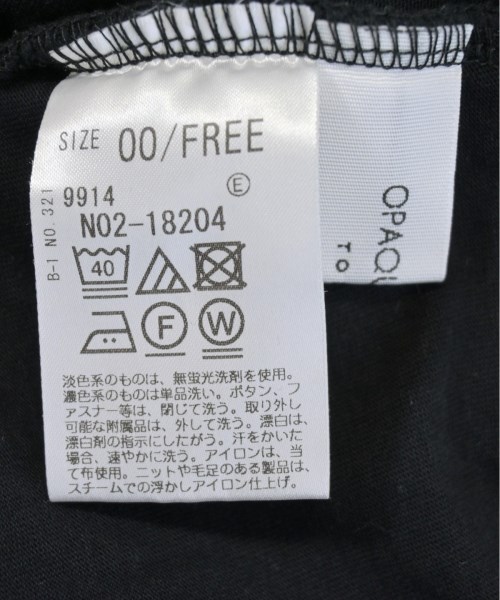 SIZE 00/FREE
9914 E
N02-18204
B-1 NO.321
40
F W
淡色系のものは、無蛍光洗剤を使用。
濃色系のものは単品洗い。ボタン、フ
ァスナー等は、閉じて洗う。取り外し
可能な附属品は、外して洗う。漂白は、
漂白剤の指示にしたがう。汗をかいた
場合、速やかに洗う。アイロンは、当
て布使用。ニットや毛足のある製品は、
スチームでの浮かしアイロン仕上げ。
OPAQU
TO